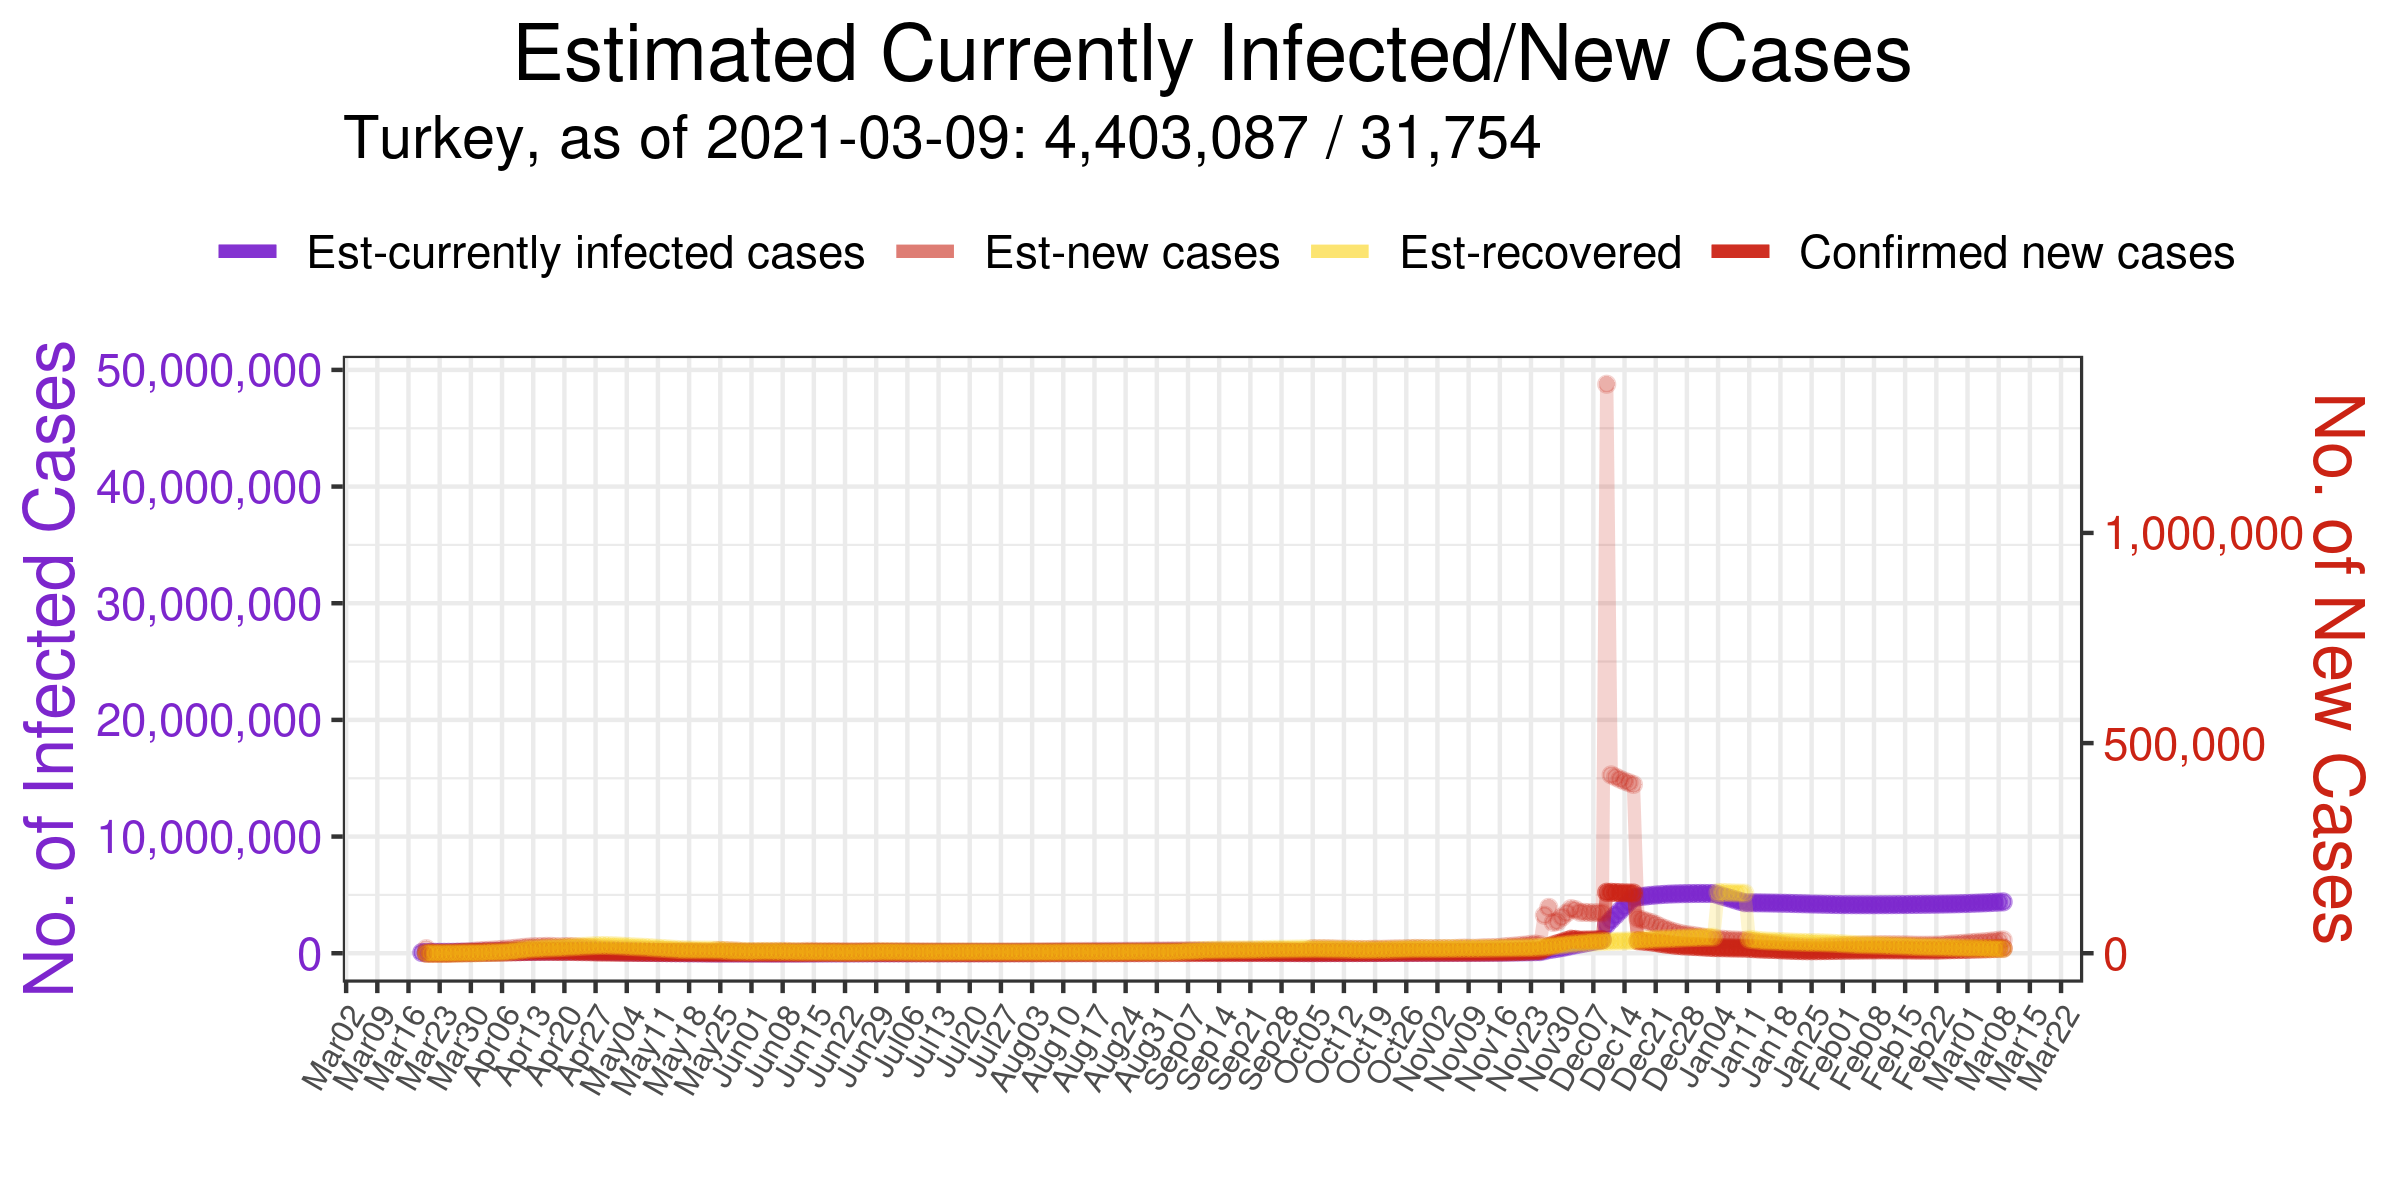 Estimated Currently Infected/New Cases
Turkey, as of 2021-03-09: 4,403,087 / 31,754
Est-currently infected cases Est-new cases Est-recovered Confirmed new cases
No. of Infected Cases
50,000,000
40,000,000
30,000,000
20,000,000
10,000,000
0
1,000,000
500,000
0
No. of New Cases
Mar02 Mar09 Mar16 Mar23 Mar30 Apr06 Apr13 Apr20 Apr27 May04 May11 May18 May25 Jun01 Jun08 Jun15 Jun22 Jun29 Jul06 Jul13 Jul20 Jul27 Aug03 Aug10 Aug17 Aug24 Aug31 Sep07 Sep14 Sep21 Sep28 Oct05 Oct12 Oct19 Oct26 Nov02 Nov09 Nov16 Nov23 Nov30 Dec07 Dec14 Dec21 Dec28 Jan04 Jan11 Jan18 Jan25 Feb01 Feb08 Feb15 Feb22 Mar01 Mar08 Mar15 Mar22